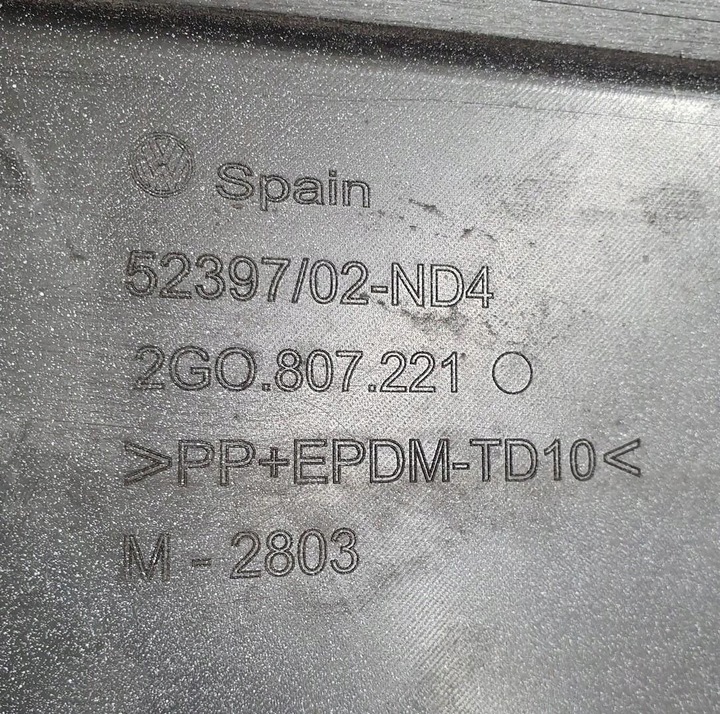 Spain
52397/02-ND4
2GO.807.221
>PP+EPDM-TD10<
M - 2803